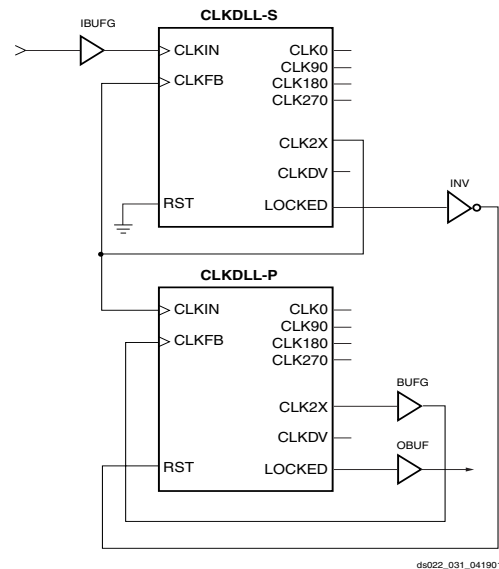 CLKDLL-S
IBUFG
CLKIN
CLKFB
RST
CLK0
CLK90
CLK180
CLK270
CLK2X
CLKDV
LOCKED
INV
CLKDLL-P
CLKIN
CLKFB
RST
CLK0
CLK90
CLK180
CLK270
CLK2X
CLKDV
LOCKED
BUFG
OBUF
ds022_031_041901